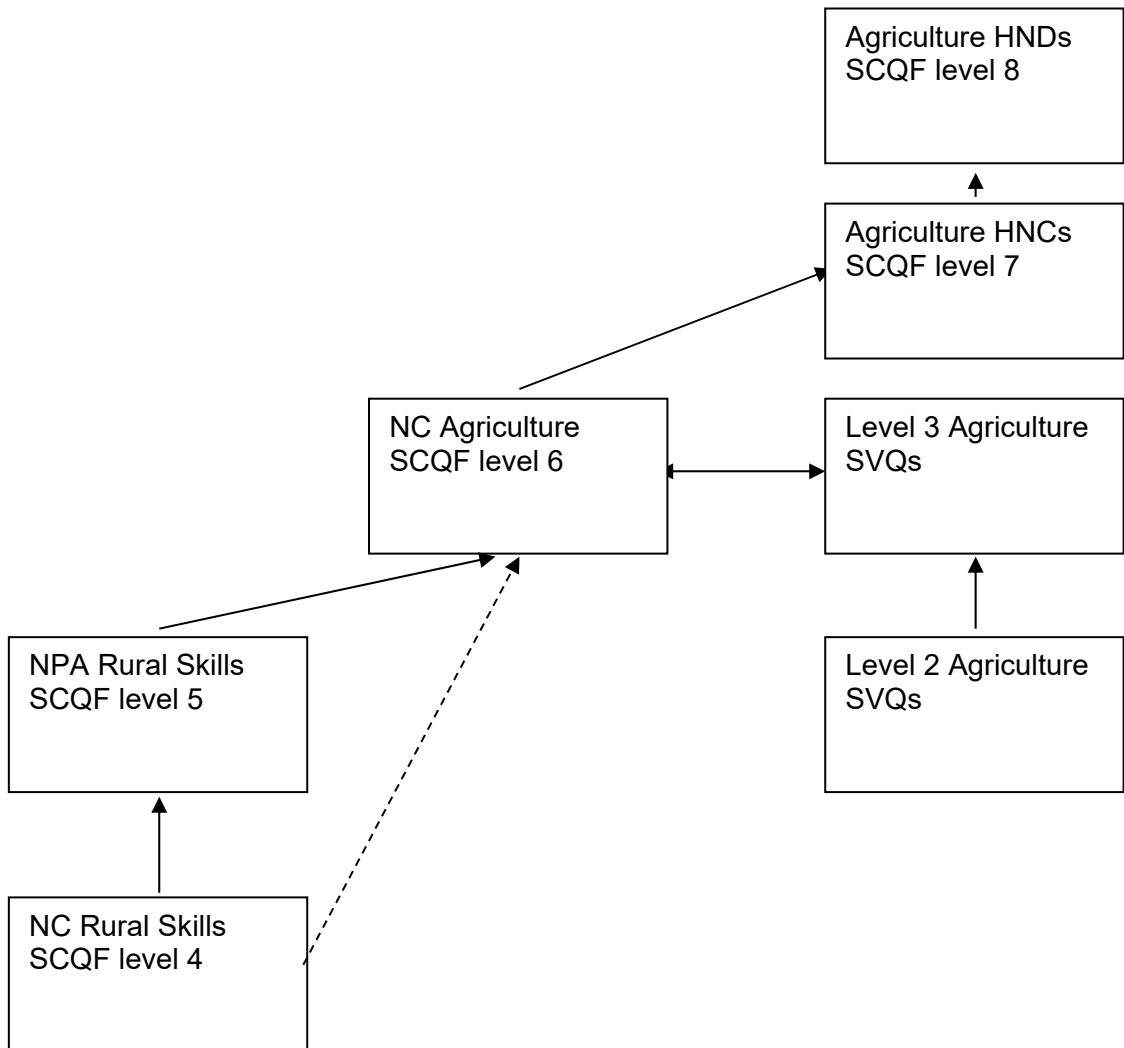 Agriculture HNDs
SCQF level 8
Agriculture HNCs
SCQF level 7
NC Agriculture
SCQF level 6
Level 3 Agriculture
SVQs
NPA Rural Skills
SCQF level 5
Level 2 Agriculture
SVQs
NC Rural Skills
SCQF level 4